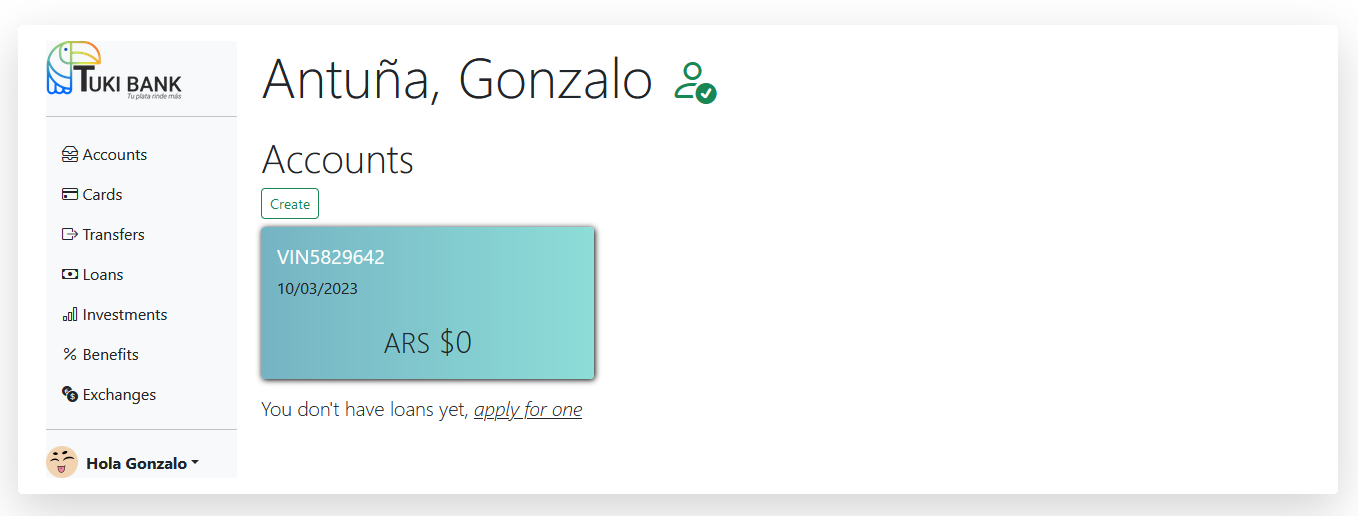 TUKI BANK
Tu plata rinde más
Accounts
Cards
Transfers
Loans
Investments
Benefits
Exchanges
Hola Gonzalo
Antuña, Gonzalo
Accounts
Create
VIN5829642
10/03/2023
ARS $0
You don't have loans yet, apply for one